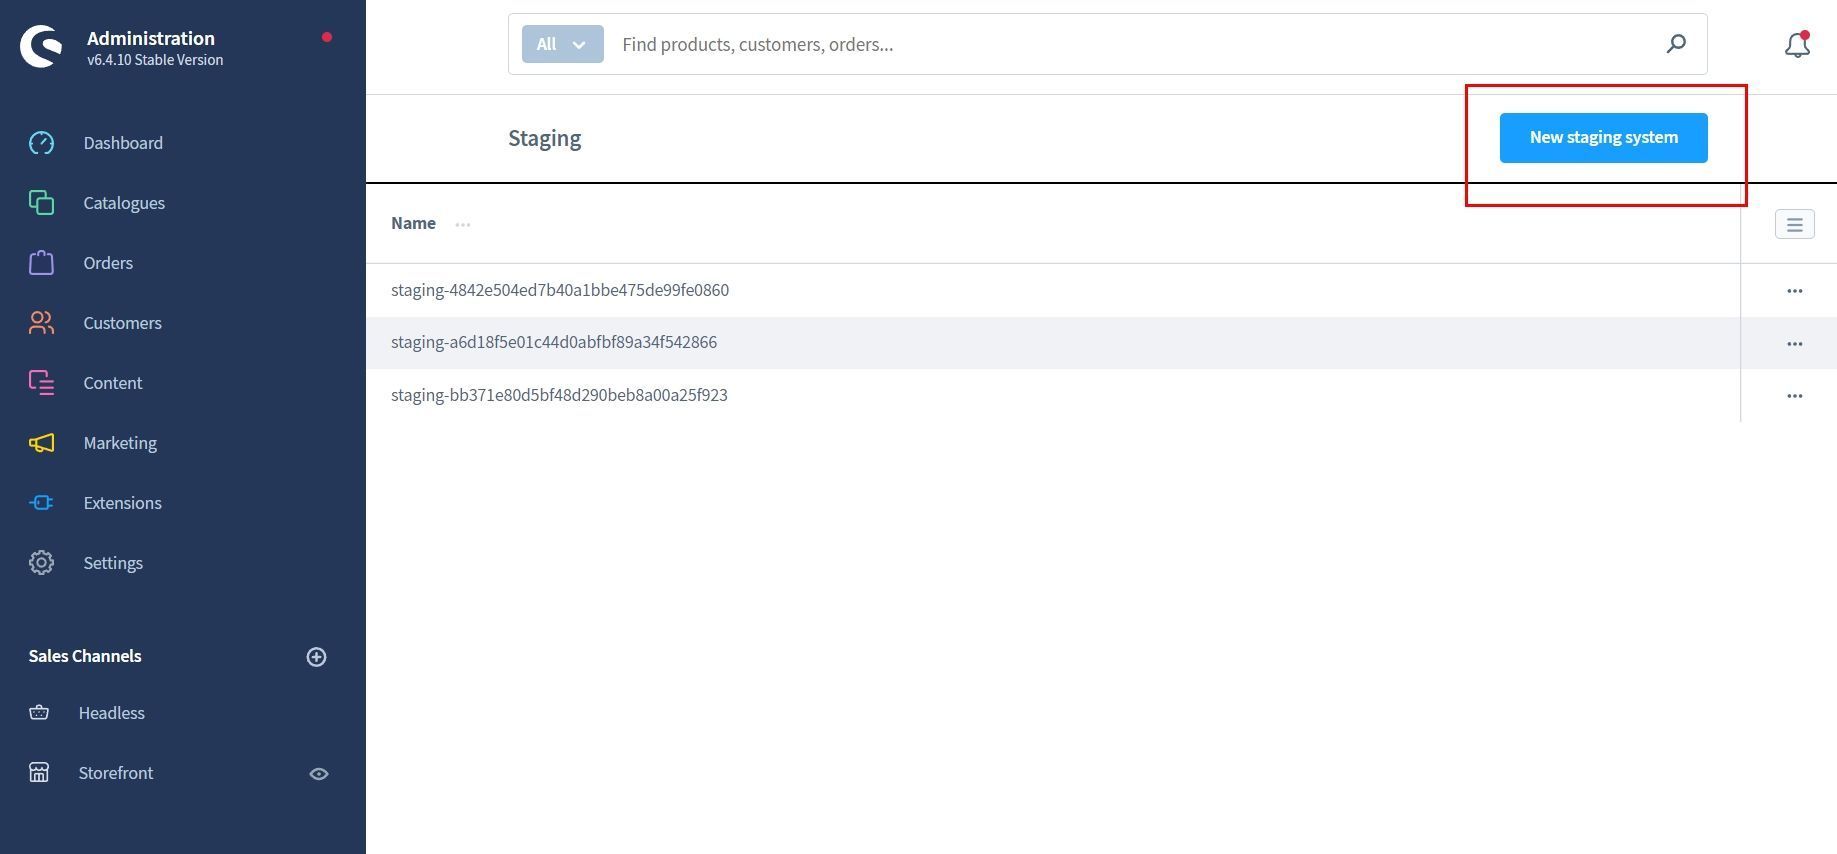 Administration
v6.4.10 Stable Version
Dashboard
Catalogues
Orders
Customers
Content
Marketing
Extensions
Settings
Sales Channels
Headless
Storefront
All
Find products, customers, orders...
Staging
New staging system
Name
staging-4842e504ed7b40a1bbe475de99fe0860
staging-a6d18f5e01c44d0abfbf89a34f542866
staging-bb371e80d5bf48d290beb8a00a25f923